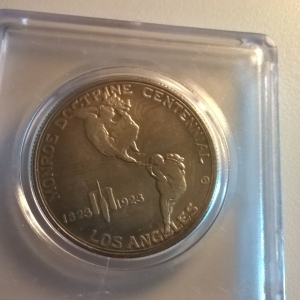 MONROE DOCTRINE CENTENNIAL
1823 1923
LOS ANGELES
S